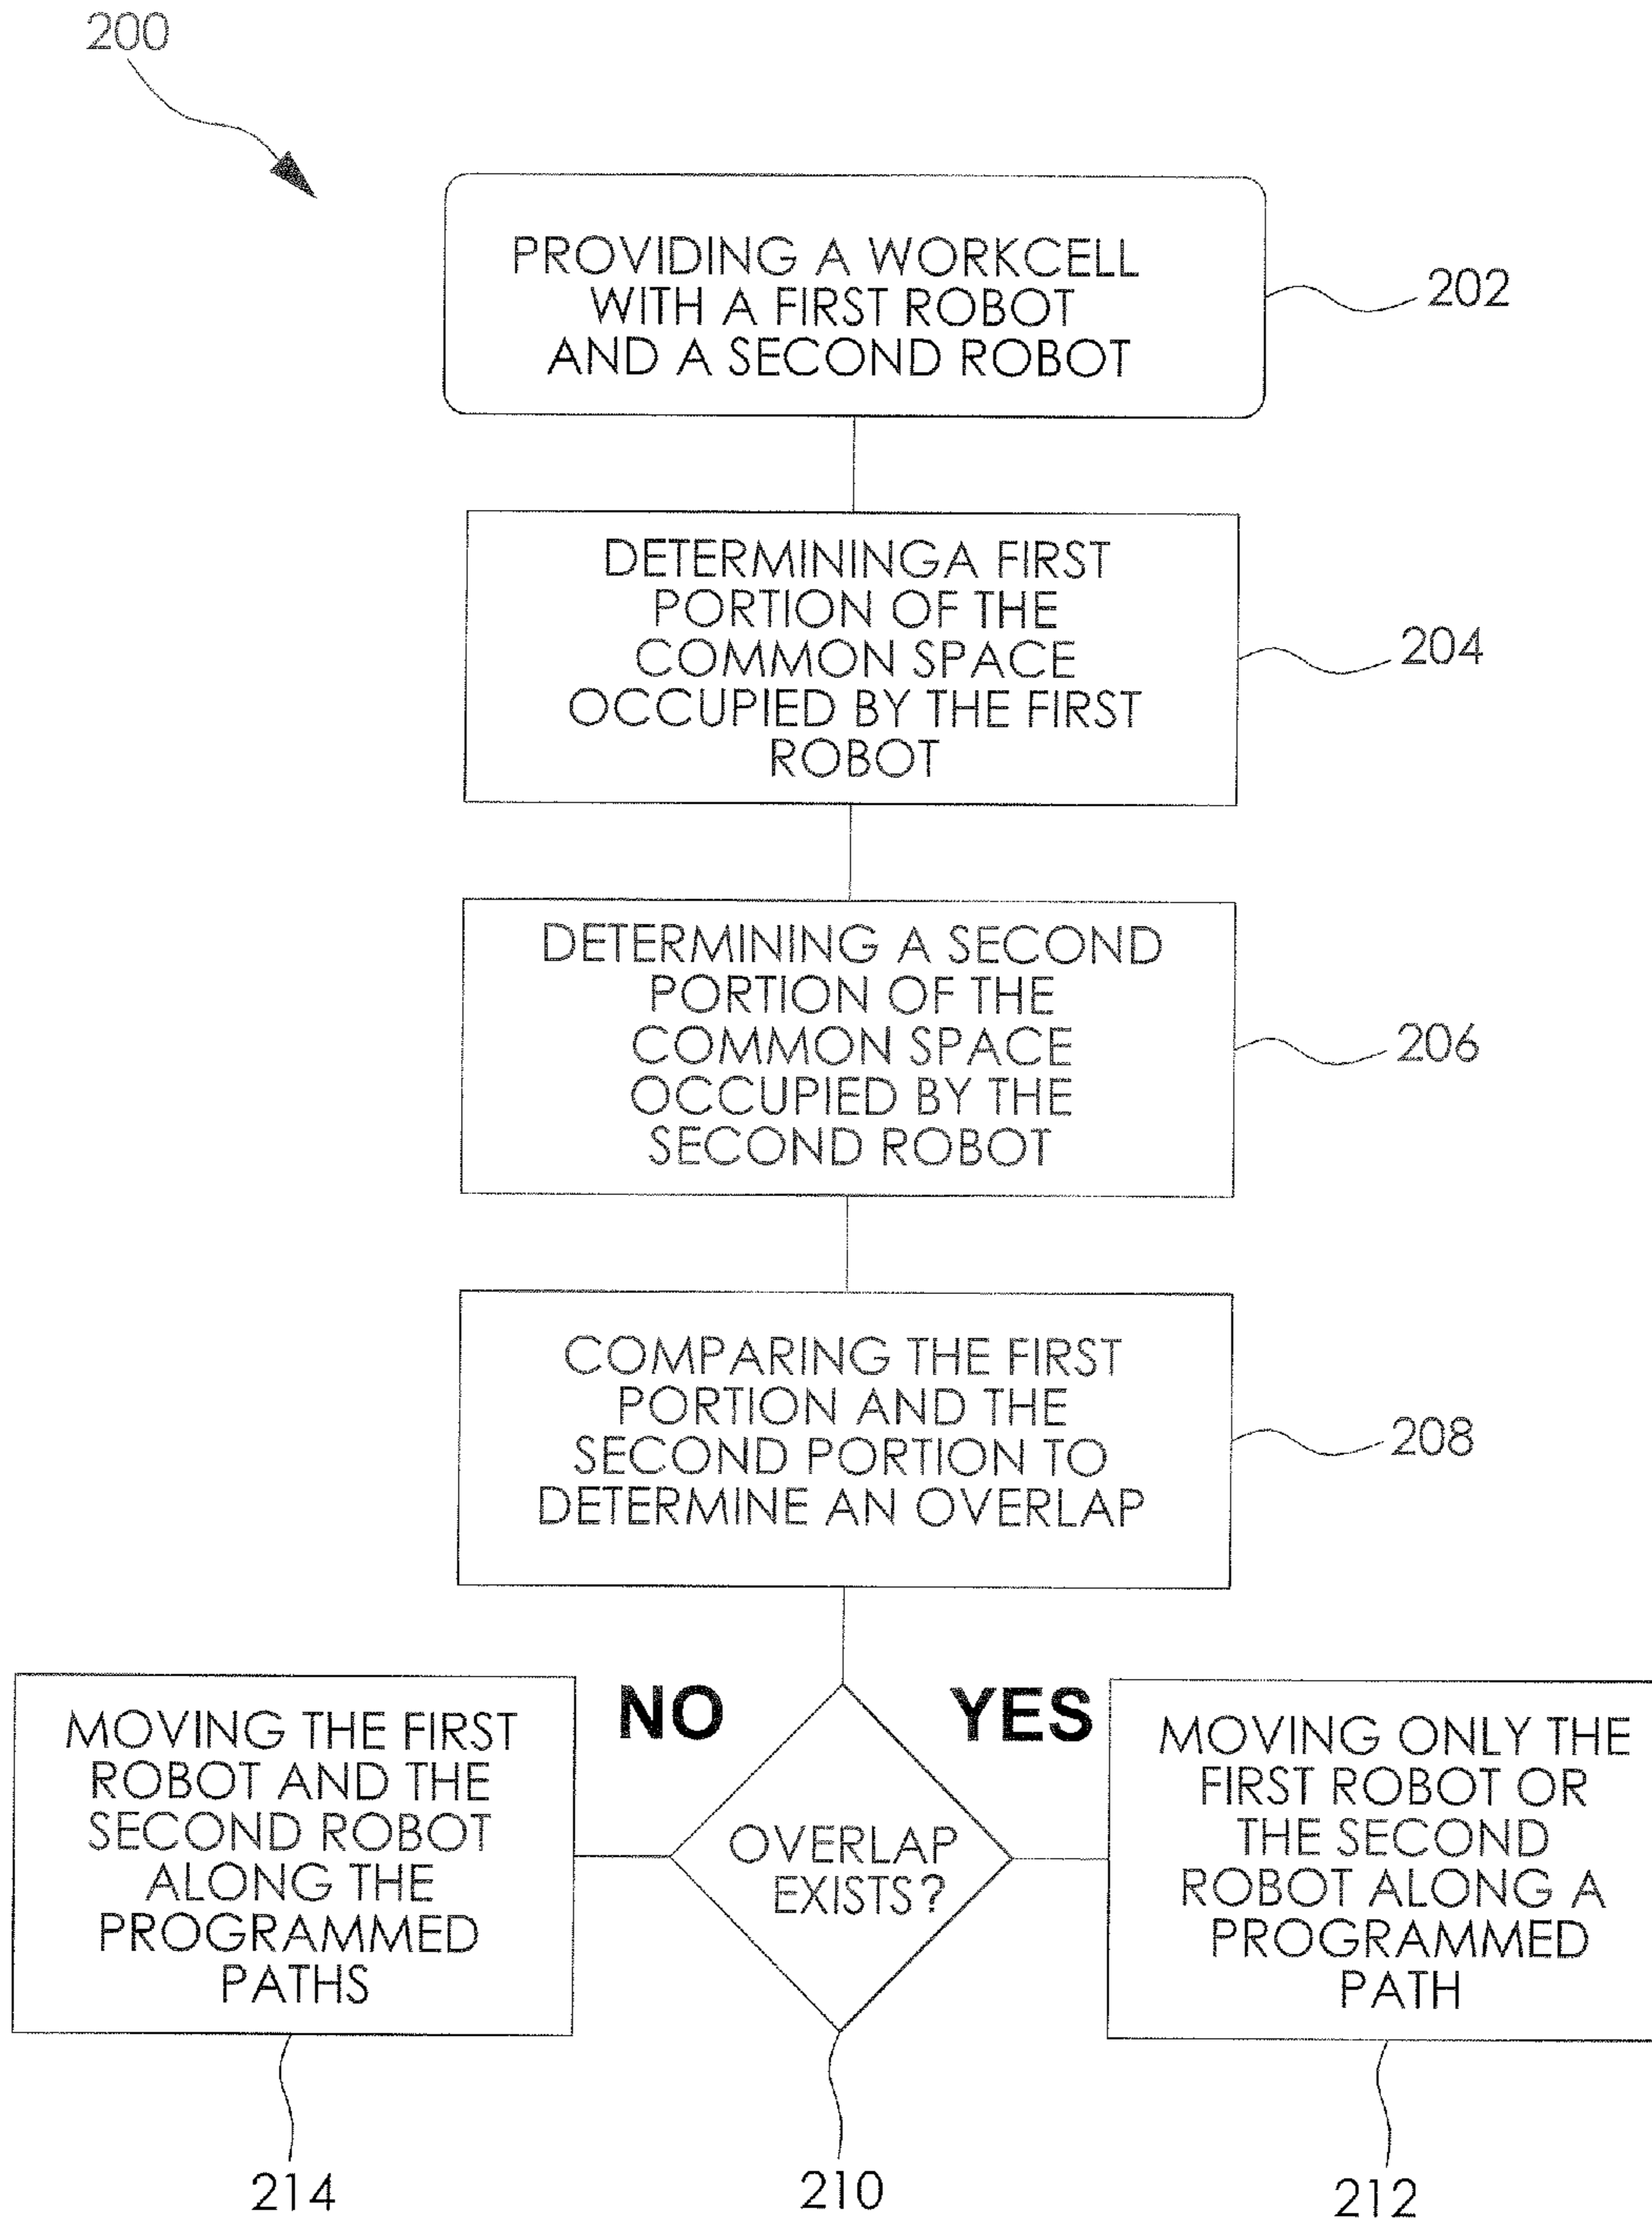 200
PROVIDING A WORKCELL
WITH A FIRST ROBOT
AND A SECOND ROBOT
202
DETERMININGA FIRST
PORTION OF THE
COMMON SPACE
OCCUPIED BY THE FIRST
ROBOT
204
DETERMINING A SECOND
PORTION OF THE
COMMON SPACE
OCCUPIED BY THE
SECOND ROBOT
206
COMPARING THE FIRST
PORTION AND THE
SECOND PORTION TO
DETERMINE AN OVERLAP
208
MOVING THE FIRST
ROBOT AND THE
SECOND ROBOT
ALONG THE
PROGRAMMED
PATHS
NO
OVERLAP
EXISTS?
YES
MOVING ONLY THE
FIRST ROBOT OR
THE SECOND
ROBOT ALONG A
PROGRAMMED
PATH
214
210
212